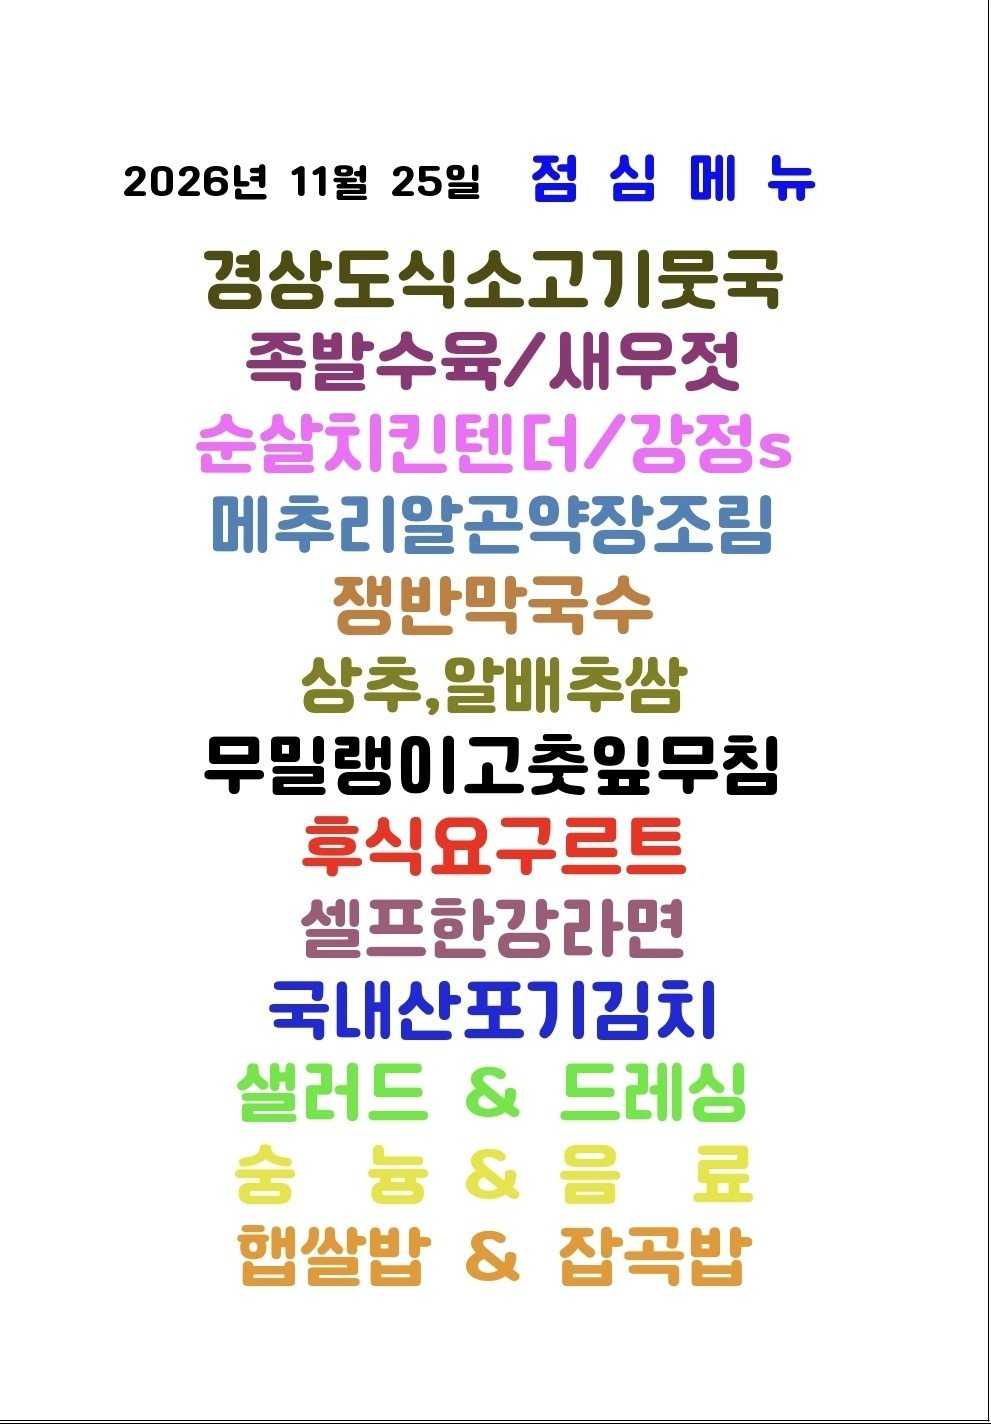 2026년 11월 25일 점 심 메 뉴
경상도식소고기뭇국
족발수육/새우젓
순살치킨텐더/강정s
메추리알곤약장조림
쟁반막국수
상추,알배추쌈
무밀랭이고춧잎무침
후식요구르트
셀프한강라면
국내산포기김치
샐러드 & 드레싱
숭 늉 & 음 료
햅쌀밥 & 잡곡밥